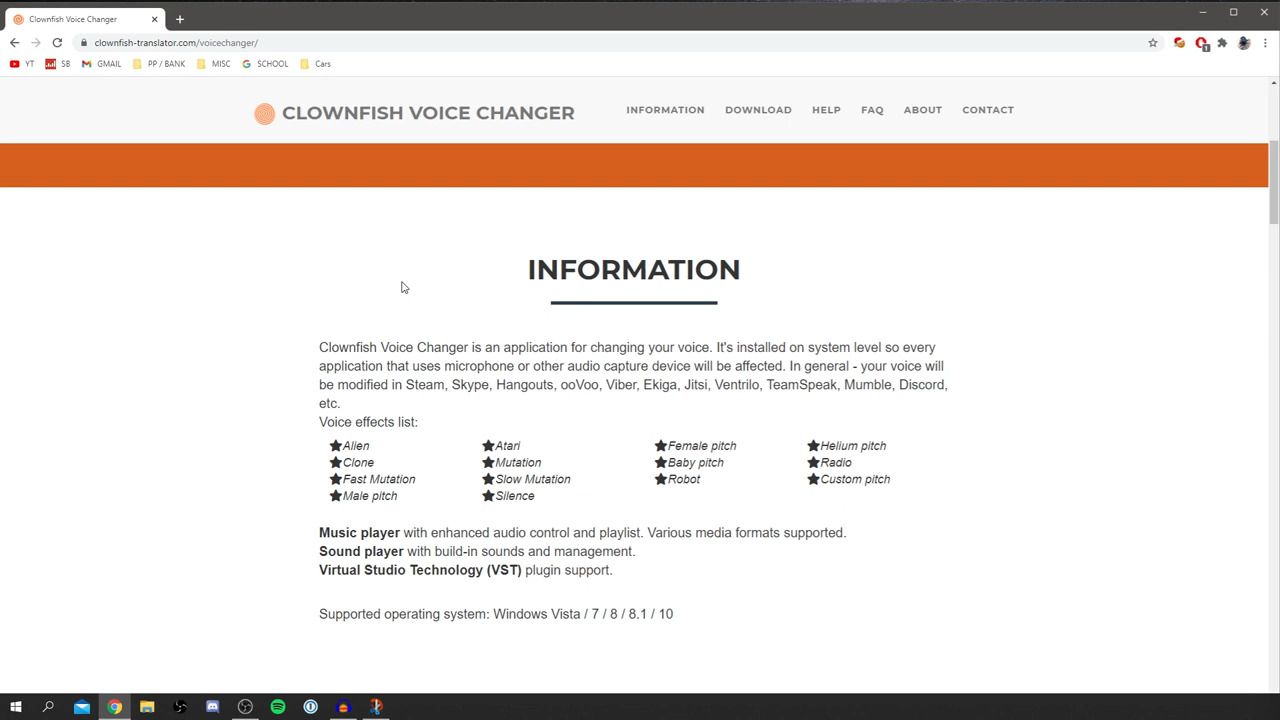 Clownfish Voice Changer
clownfish-translator.com/voicechanger/
YT SB GMAIL PP / BANK MISC SCHOOL Cars
CLOWNFISH VOICE CHANGER
INFORMATION DOWNLOAD HELP FAQ ABOUT CONTACT
INFORMATION
Clownfish Voice Changer is an application for changing your voice. It's installed on system level so every
application that uses microphone or other audio capture device will be affected. In general - your voice will
be modified in Steam, Skype, Hangouts, ooVoo, Viber, Ekiga, Jitsi, Ventrilo, TeamSpeak, Mumble, Discord,
etc.
Voice effects list:
★Alien ★Atari ★Female pitch ★Helium pitch
★Clone ★Mutation ★Baby pitch ★Radio
★Fast Mutation ★Slow Mutation ★Robot ★Custom pitch
★Male pitch ★Silence
Music player with enhanced audio control and playlist. Various media formats supported.
Sound player with build-in sounds and management.
Virtual Studio Technology (VST) plugin support.
Supported operating system: Windows Vista / 7 / 8 / 8.1 / 10